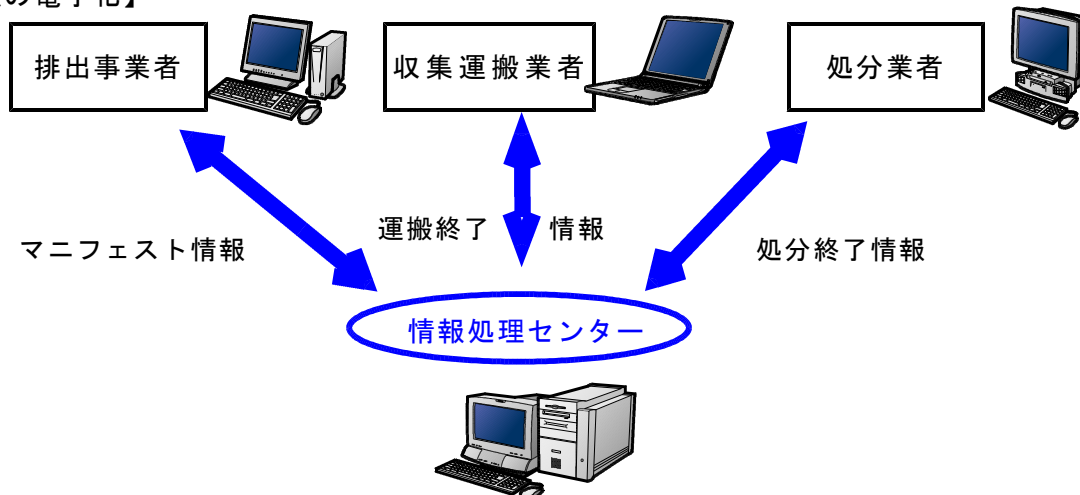 の電子化】
排出事業者
収集運搬業者
処分業者
運搬終了 情報
マニフェスト情報
処分終了情報
情報処理センター